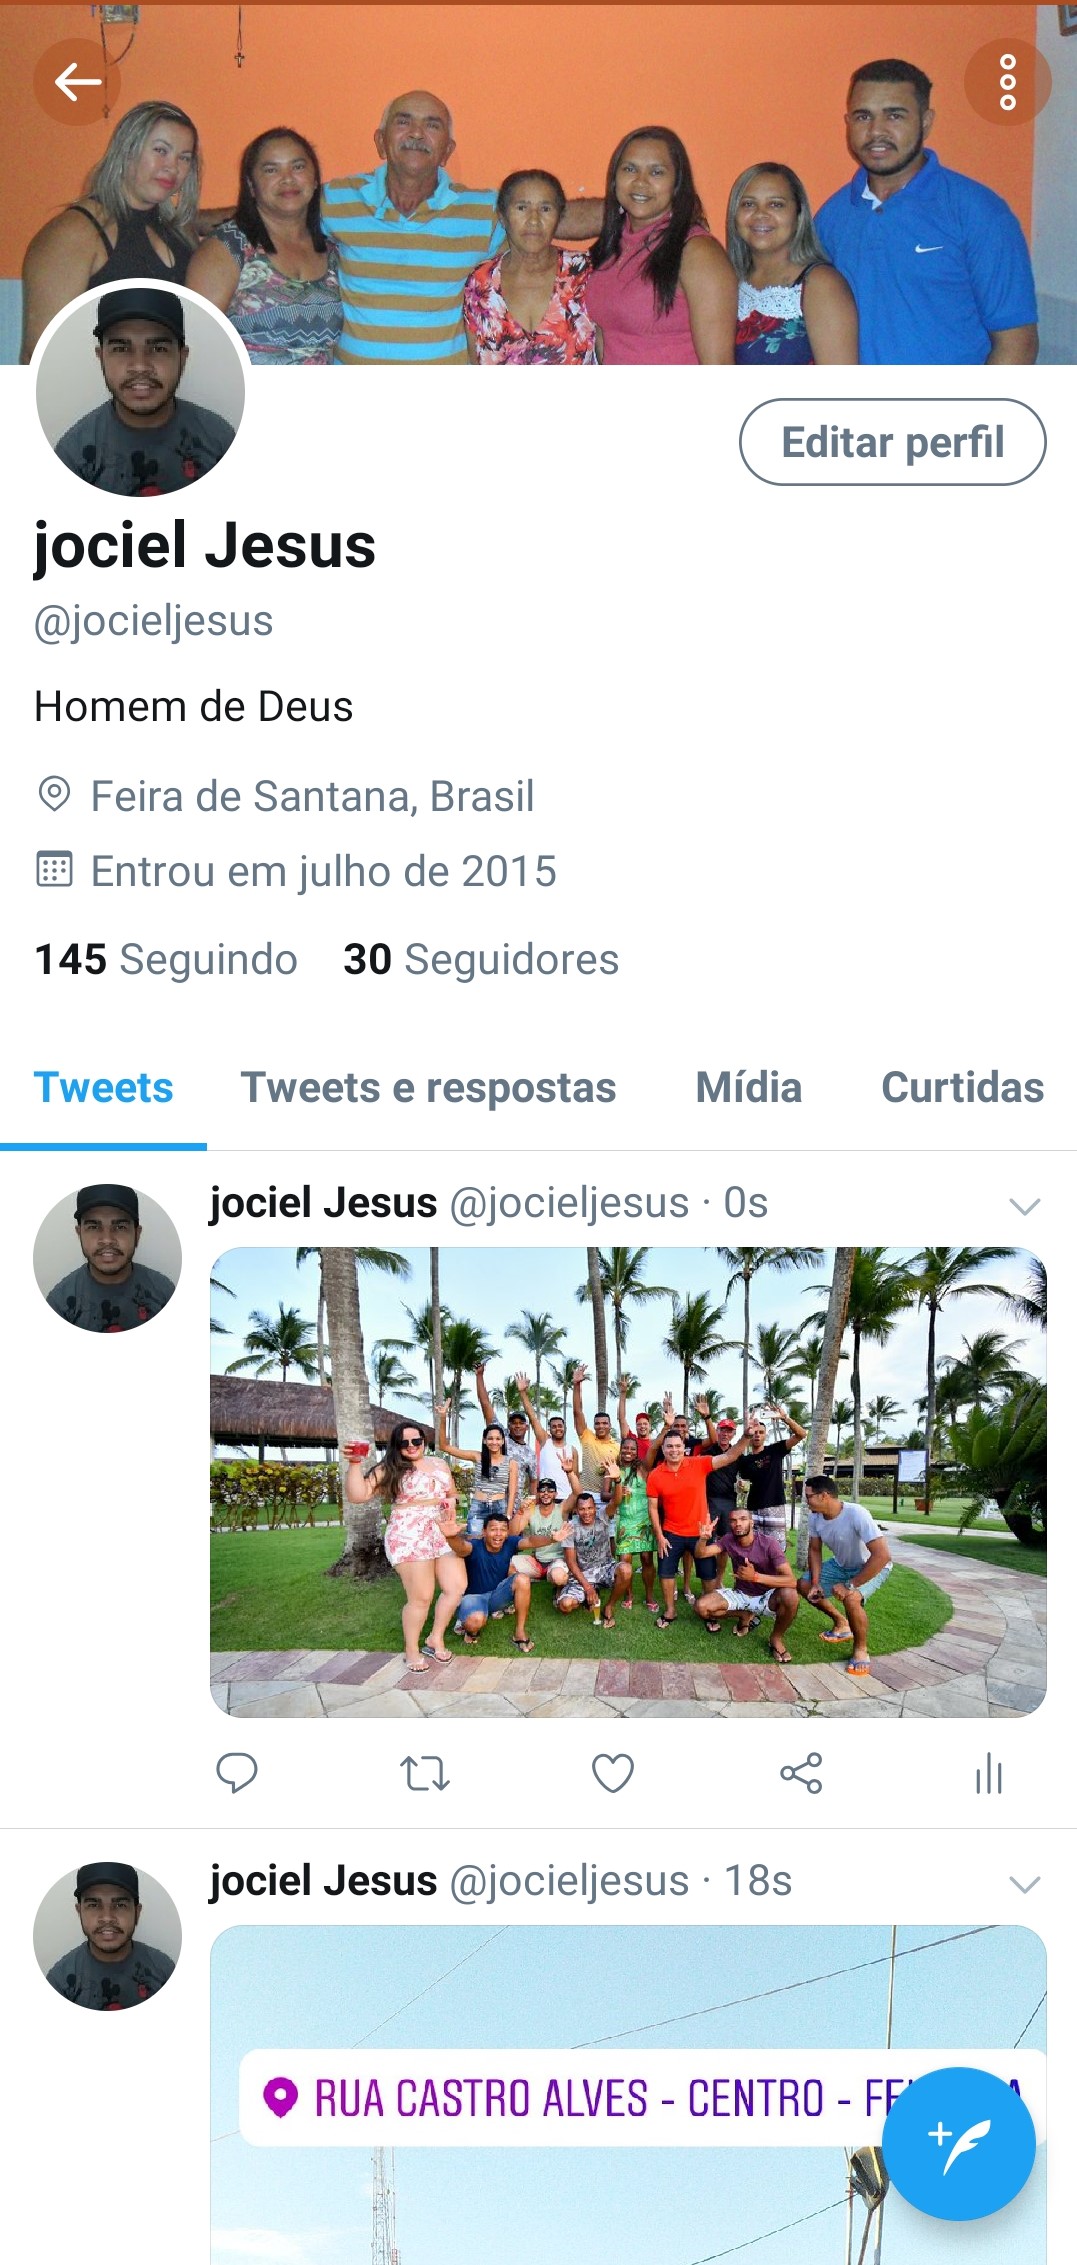 Editar perfil
jociel Jesus
@jocieljesus
Homem de Deus
Feira de Santana, Brasil
Entrou em julho de 2015
145 Seguindo 30 Seguidores
Tweets Tweets e respostas Mídia Curtidas
jociel Jesus @jocieljesus · 0s
jociel Jesus @jocieljesus · 18s
RUA CASTRO ALVES - CENTRO -